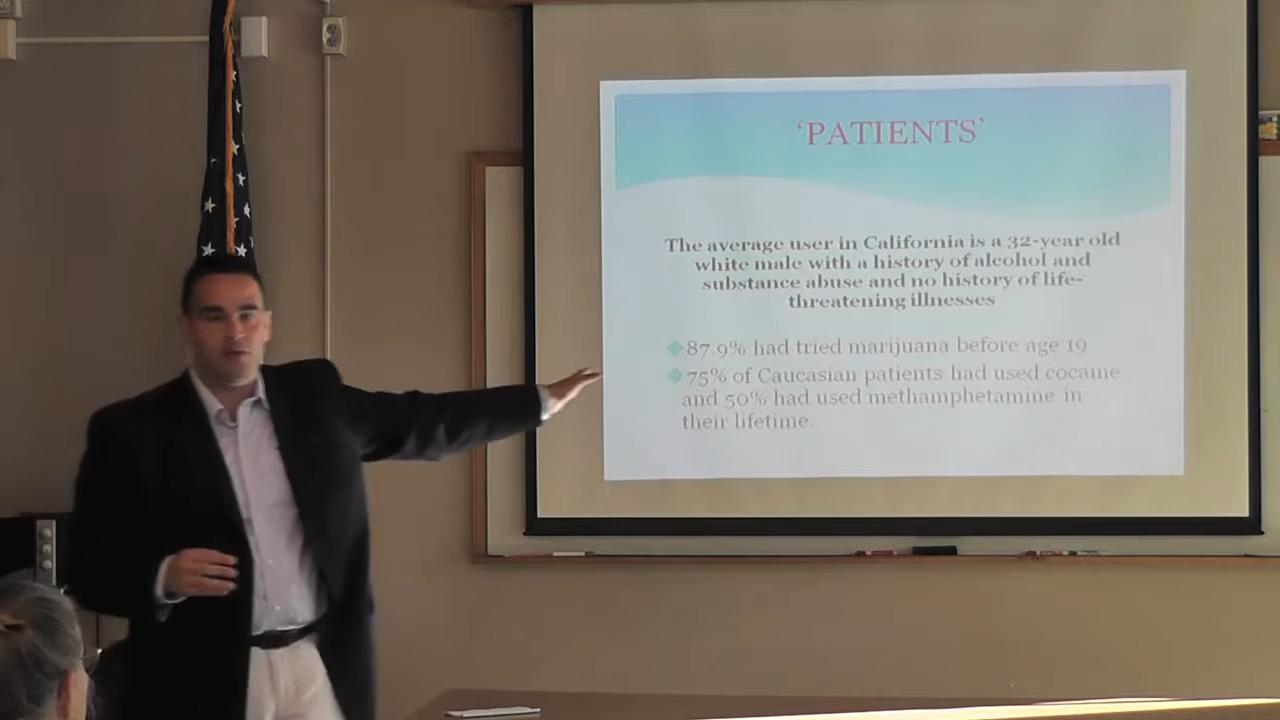 ‘PATIENTS’
The average user in California is a 32-year old
white male with a history of alcohol and
substance abuse and no history of life-
threatening illnesses
87.9% had tried marijuana before age 19
75% of Caucasian patients had used cocaine
and 50% had used methamphetamine in
their lifetime.